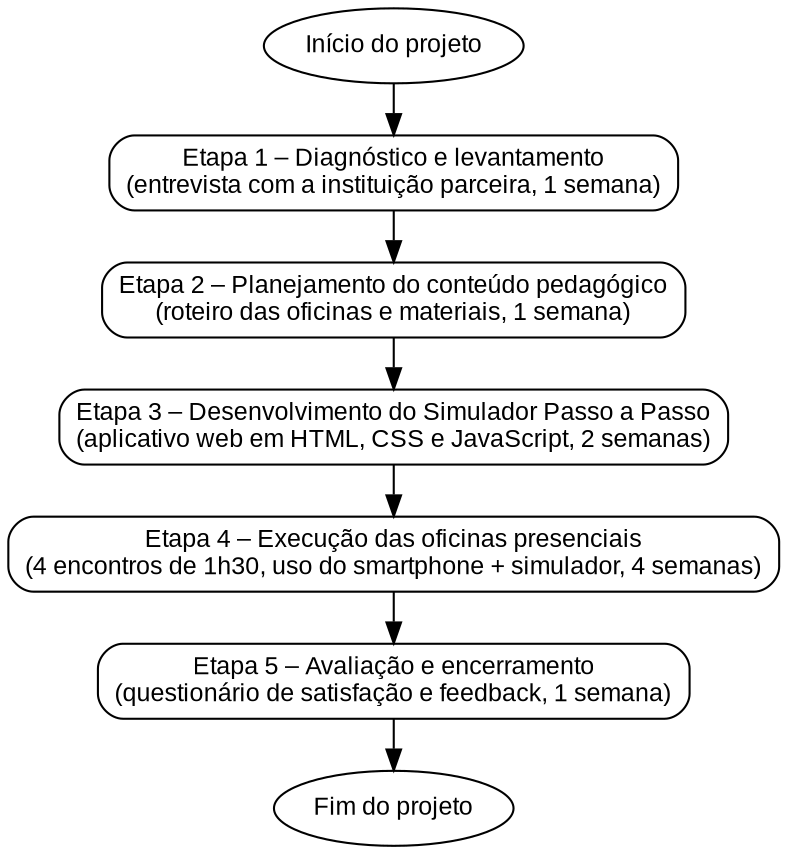 Início do projeto
Etapa 1 – Diagnóstico e levantamento
(entrevista com a instituição parceira, 1 semana)
Etapa 2 – Planejamento do conteúdo pedagógico
(roteiro das oficinas e materiais, 1 semana)
Etapa 3 – Desenvolvimento do Simulador Passo a Passo
(aplicativo web em HTML, CSS e JavaScript, 2 semanas)
Etapa 4 – Execução das oficinas presenciais
(4 encontros de 1h30, uso do smartphone + simulador, 4 semanas)
Etapa 5 – Avaliação e encerramento
(questionário de satisfação e feedback, 1 semana)
Fim do projeto